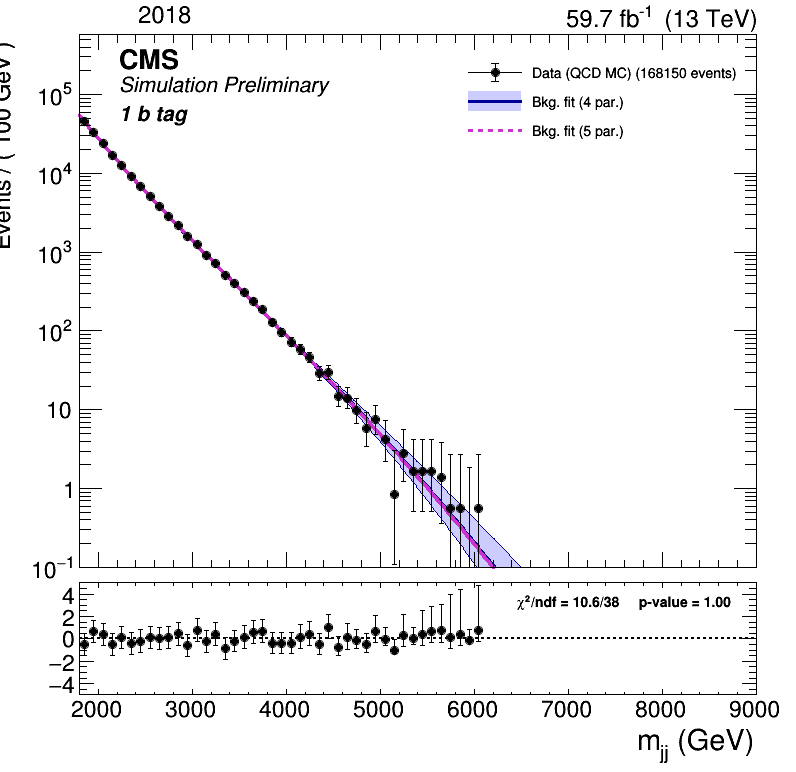 2018
59.7 fb⁻¹ (13 TeV)
CMS
Simulation Preliminary
1 b tag
Data (QCD MC) (168150 events)
Bkg. fit (4 par.)
Bkg. fit (5 par.)
Events / ( 100 GeV )
10⁵
10⁴
10³
10²
10
1
10⁻¹
χ²/ndf = 10.6/38 p-value = 1.00
4
2
0
−2
−4
2000 3000 4000 5000 6000 7000 8000 9000
m_jj (GeV)